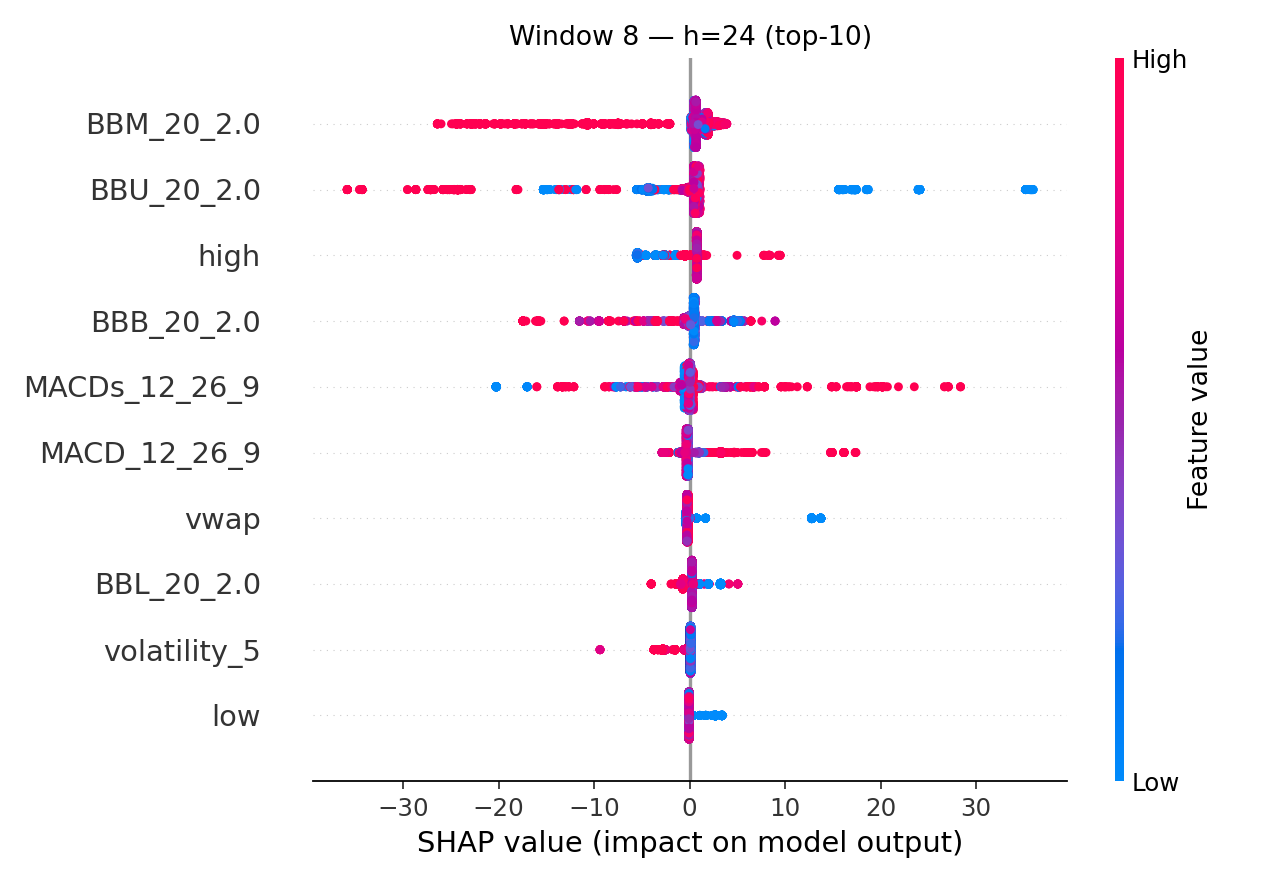 Window 8 — h=24 (top-10)
High
BBM_20_2.0
BBU_20_2.0
high
BBB_20_2.0
MACDs_12_26_9
MACD_12_26_9
vwap
BBL_20_2.0
volatility_5
low
Feature value
Low
−30 −20 −10 0 10 20 30
SHAP value (impact on model output)